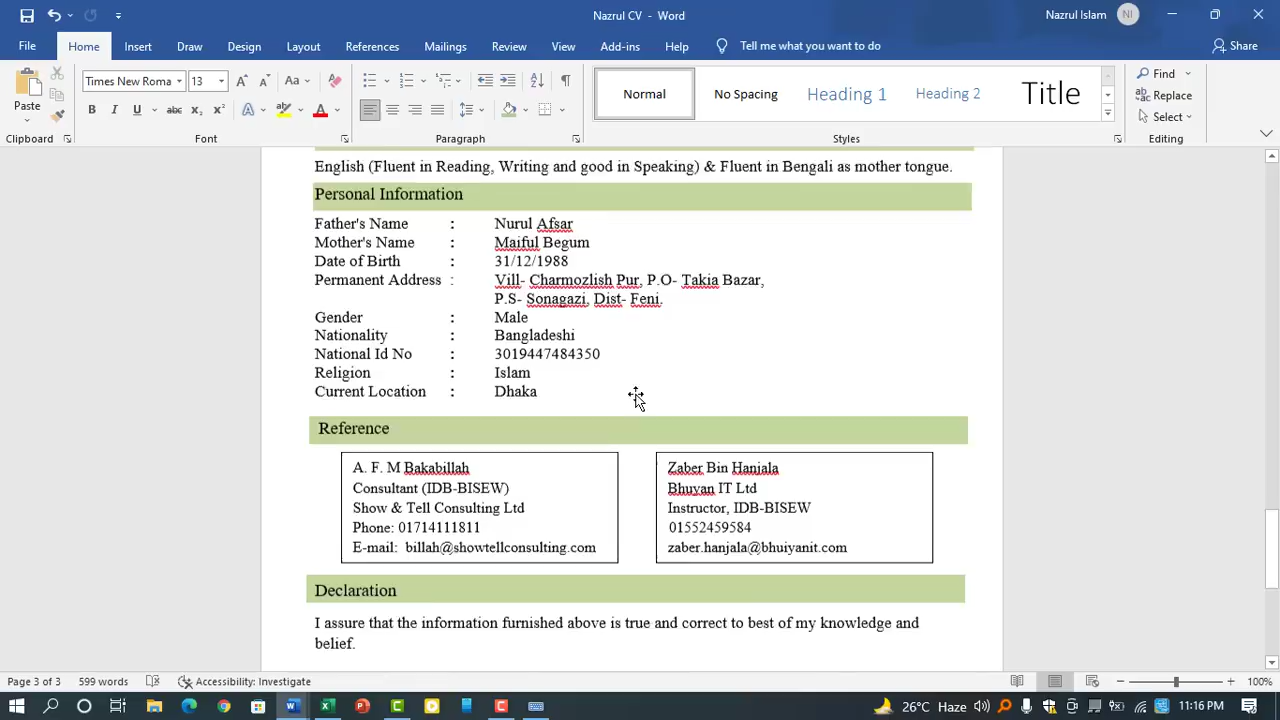 Nazrul CV - Word
Nazrul Islam NI
File Home Insert Draw Design Layout References Mailings Review View Add-ins Help Tell me what you want to do Share
Times New Roma 13 Aa
Normal No Spacing Heading 1 Heading 2 Title
Find
Replace
Select
Paste
B I U abc x₂ x² A A
Clipboard Font Paragraph Styles Editing
English (Fluent in Reading, Writing and good in Speaking) & Fluent in Bengali as mother tongue.
Personal Information
Father's Name : Nurul Afsar
Mother's Name : Maiful Begum
Date of Birth : 31/12/1988
Permanent Address : Vill- Charmozlish Pur, P.O- Takia Bazar,
P.S- Sonagazi, Dist- Feni.
Gender : Male
Nationality : Bangladeshi
National Id No : 3019447484350
Religion : Islam
Current Location : Dhaka
Reference
A. F. M Bakabillah
Consultant (IDB-BISEW)
Show & Tell Consulting Ltd
Phone: 01714111811
E-mail: billah@showtellconsulting.com
Zaber Bin Hanjala
Bhuyan IT Ltd
Instructor, IDB-BISEW
01552459584
zaber.hanjala@bhuiyanit.com
Declaration
I assure that the information furnished above is true and correct to best of my knowledge and
belief.
Page 3 of 3 599 words Accessibility: Investigate 100%
26°C Haze 11:16 PM